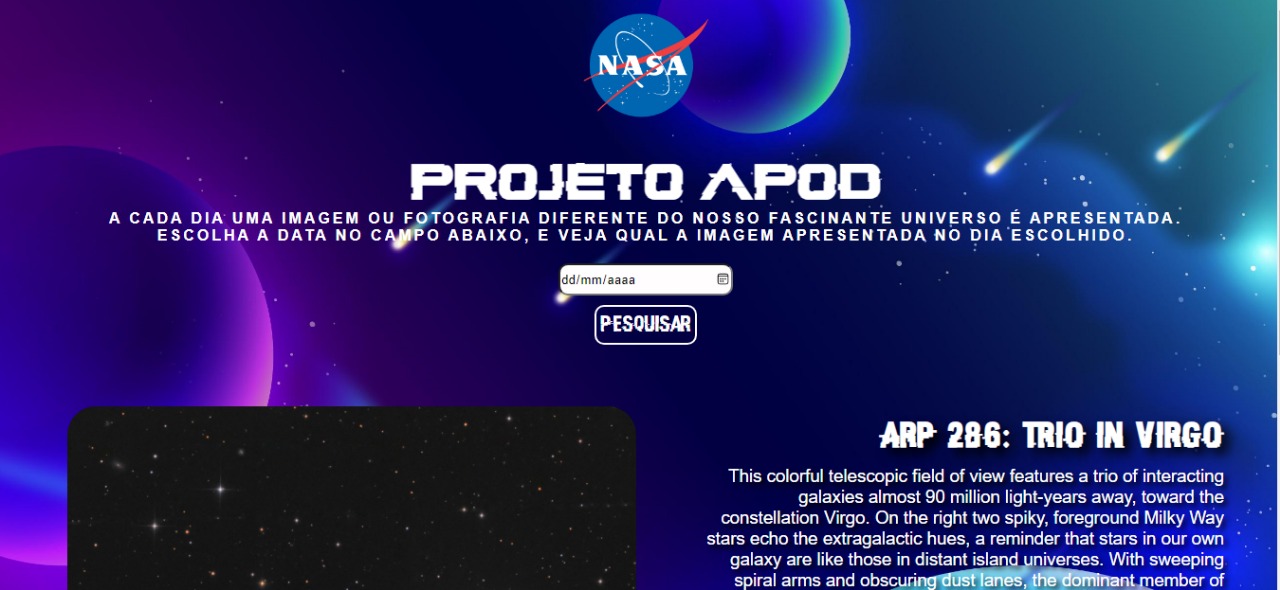 NASA
PROJETO APOD
A CADA DIA UMA IMAGEM OU FOTOGRAFIA DIFERENTE DO NOSSO FASCINANTE UNIVERSO É APRESENTADA.
ESCOLHA A DATA NO CAMPO ABAIXO, E VEJA QUAL A IMAGEM APRESENTADA NO DIA ESCOLHIDO.
dd/mm/aaaa
PESQUISAR
ARP 286: TRIO IN VIRGO
This colorful telescopic field of view features a trio of interacting
galaxies almost 90 million light-years away, toward the
constellation Virgo. On the right two spiky, foreground Milky Way
stars echo the extragalactic hues, a reminder that stars in our own
galaxy are like those in distant island universes. With sweeping
spiral arms and obscuring dust lanes, the dominant member of